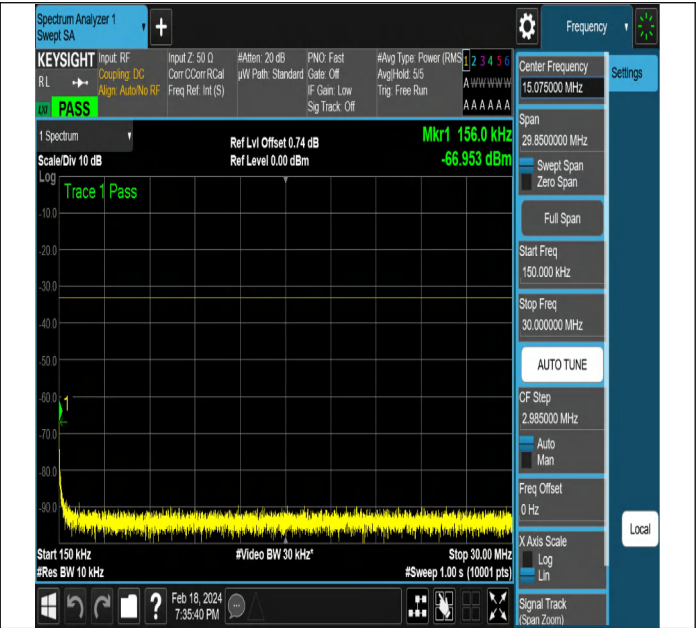 Spectrum Analyzer 1
Swept SA
Frequency
KEYSIGHT
RL
PASS
Input: RF
Coupling: DC
Align: Auto/No RF
Input Z: 50 Ω
Corr CCorr RCal
Freq Ref: Int (S)
#Atten: 20 dB
µW Path: Standard
PNO: Fast
Gate: Off
IF Gain: Low
Sig Track: Off
#Avg Type: Power (RMS
Avg|Hold: 5/5
Trig: Free Run
1 2 3 4 5 6
A W W W W W
A A A A A A
1 Spectrum
Scale/Div 10 dB
Ref Lvl Offset 0.74 dB
Ref Level 0.00 dBm
Mkr1 156.0 kHz
-66.953 dBm
Log
Trace 1 Pass
-10.0
-20.0
-30.0
-40.0
-50.0
-60.0
-70.0
-80.0
-90.0
1
Start 150 kHz
#Res BW 10 kHz
#Video BW 30 kHz*
Stop 30.00 MHz
#Sweep 1.00 s (10001 pts)
Feb 18, 2024
7:35:40 PM
?
Center Frequency
15.075000 MHz
Settings
Span
29.8500000 MHz
Swept Span
Zero Span
Full Span
Start Freq
150.000 kHz
Stop Freq
30.000000 MHz
AUTO TUNE
CF Step
2.985000 MHz
Auto
Man
Freq Offset
0 Hz
X Axis Scale
Log
Lin
Local
Signal Track
(Span Zoom)